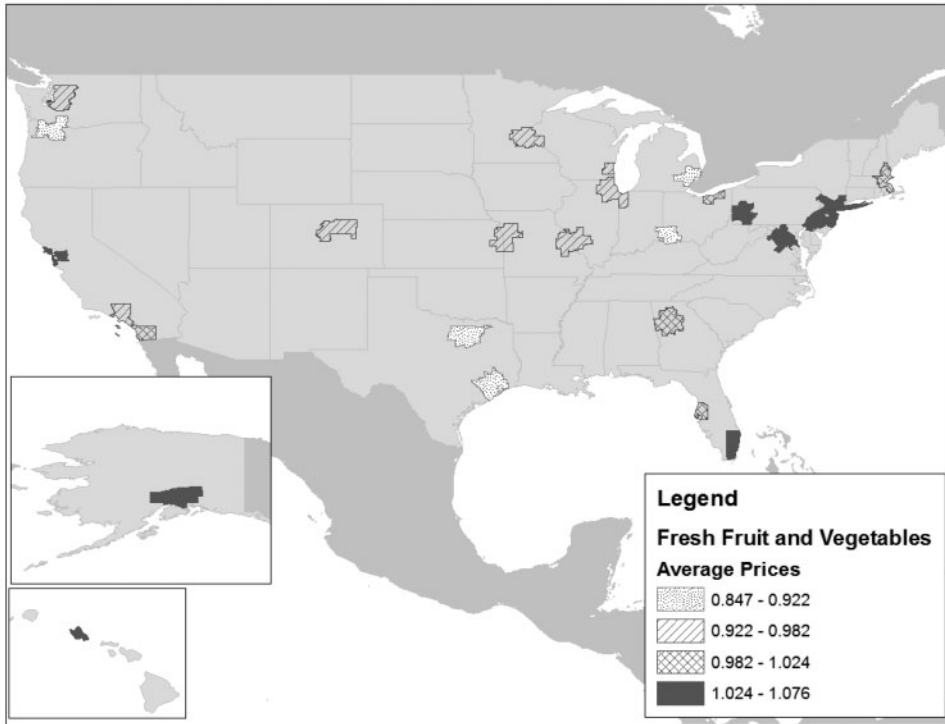 Legend
Fresh Fruit and Vegetables
Average Prices
0.847 - 0.922
0.922 - 0.982
0.982 - 1.024
1.024 - 1.076